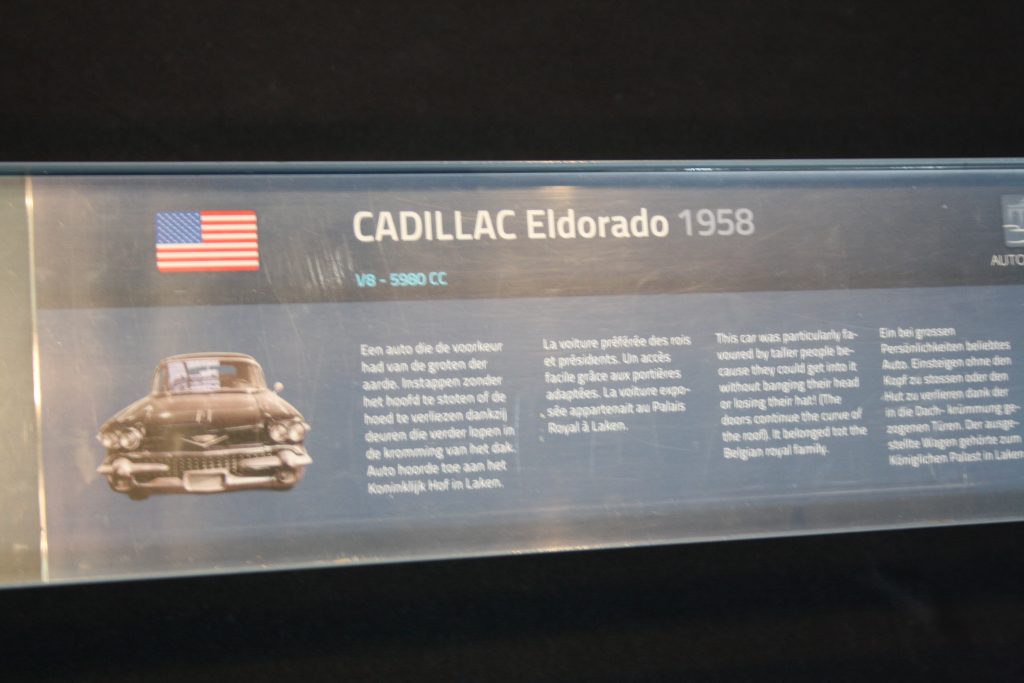 CADILLAC Eldorado 1958
V8 - 5980 CC
AUTO
Een auto die de voorkeur
had van de groten der
aarde. Instappen zonder
het hoofd te stoten of de
hoed te verliezen dankzij
deuren die verder lopen in
de kromming van het dak.
Auto hoorde toe aan het
Koninklijk Hof in Laken.
La voiture préférée des rois
et présidents. Un accès
facile grâce aux portières
adaptées. La voiture expo-
sée appartenait au Palais
Royal à Laken.
This car was particularly fa-
voured by taller people be-
cause they could get into it
without banging their head
or losing their hat! (The
doors continue the curve of
the roof). It belonged tot the
Belgian royal family.
Ein bei grossen
Persönlichkeiten beliebtes
Auto. Einsteigen ohne den
Kopf zu stossen oder den
Hut zu verlieren dank der
in die Dach- krümmung ge-
zogenen Türen. Der ausge-
stellte Wagen gehörte zum
Königlichen Palast in Laken